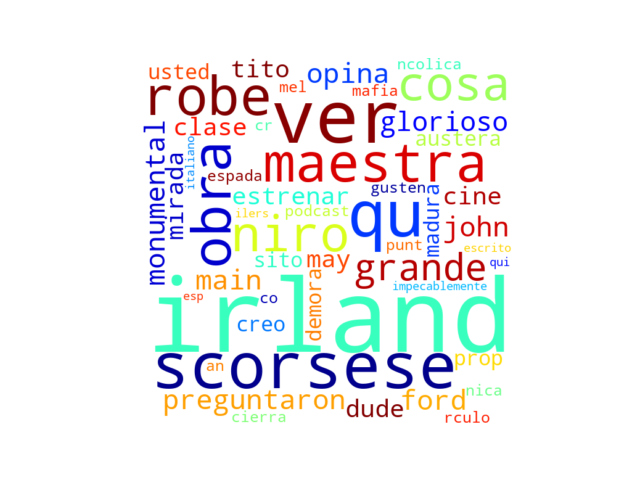 ncolica
usted
tito
opina
cosa
mel
mafia
robe
ver
glorioso
clase
cr
austera
monumental
mirada
italiano
obra
maestra
espada
gusten
estrenar
qu
madura
cine
ilers
podcast
niro
john
punt
escrito
sito
may
grande
qui
main
demora
impecablemente
irland
esp
co
creo
scorsese
prop
an
nica
preguntaron
dude
ford
cierra
rculo